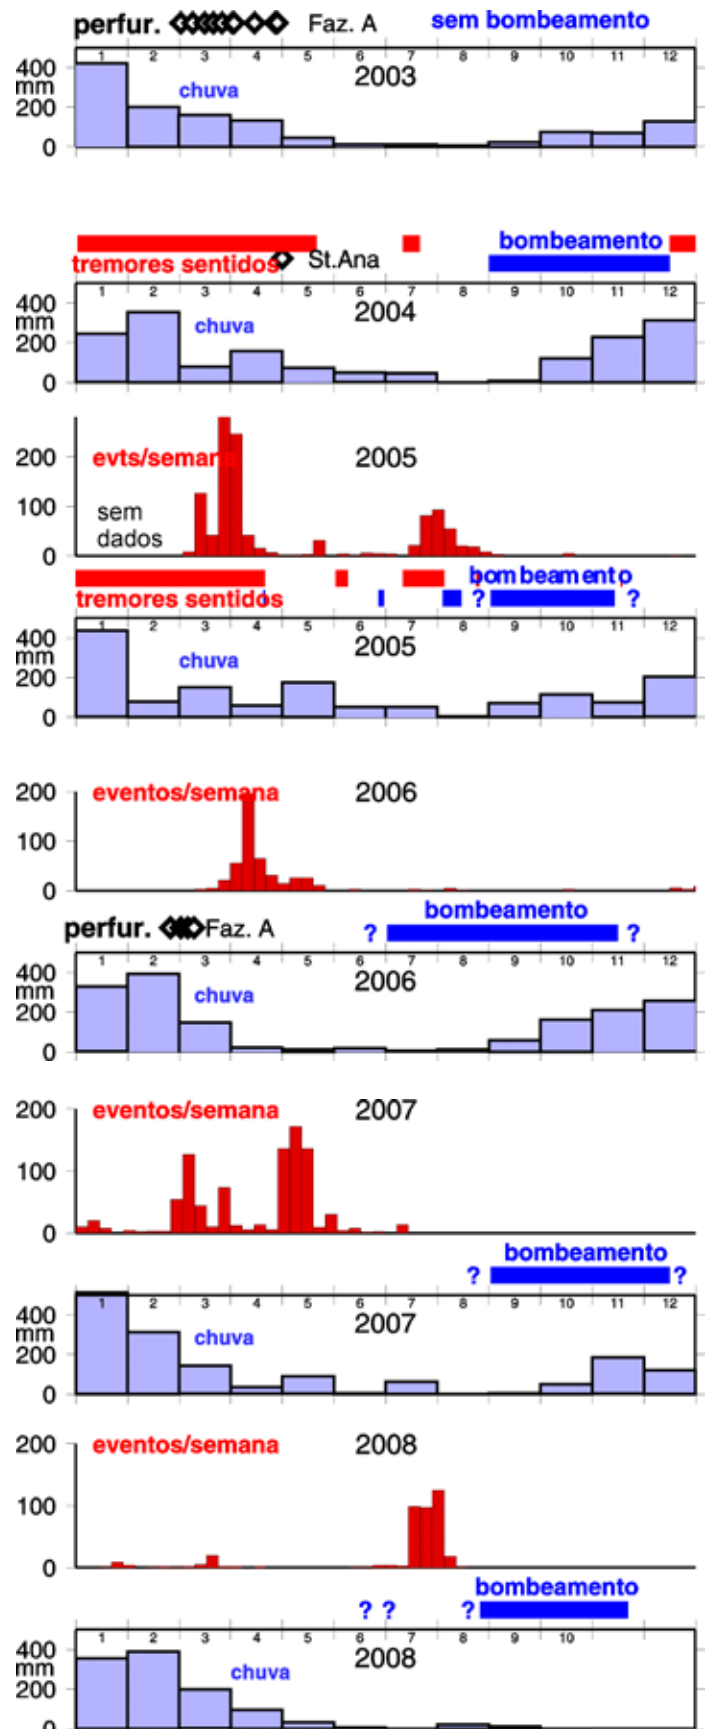 perfur. Faz. A sem bombeamento
400 1 2 3 4 5 6 7 8 9 10 11 12
mm chuva 2003
200
0
bombeamento
tremores sentidos St.Ana
400 1 2 3 4 5 6 7 8 9 10 11 12
mm chuva 2004
200
0
200 evts/semana 2005
100 sem
dados
0
bombeamento
tremores sentidos ? ?
400 1 2 3 4 5 6 7 8 9 10 11 12
mm chuva 2005
200
0
200 eventos/semana 2006
100
0
bombeamento
perfur. Faz. A ? ?
400 1 2 3 4 5 6 7 8 9 10 11 12
mm chuva 2006
200
0
200 eventos/semana 2007
100
0
bombeamento
? ?
400 1 2 3 4 5 6 7 8 9 10 11 12
mm chuva 2007
200
0
200 eventos/semana 2008
100
0
bombeamento
? ? ?
400 1 2 3 4 5 6 7 8 9 10
mm chuva 2008
200
0